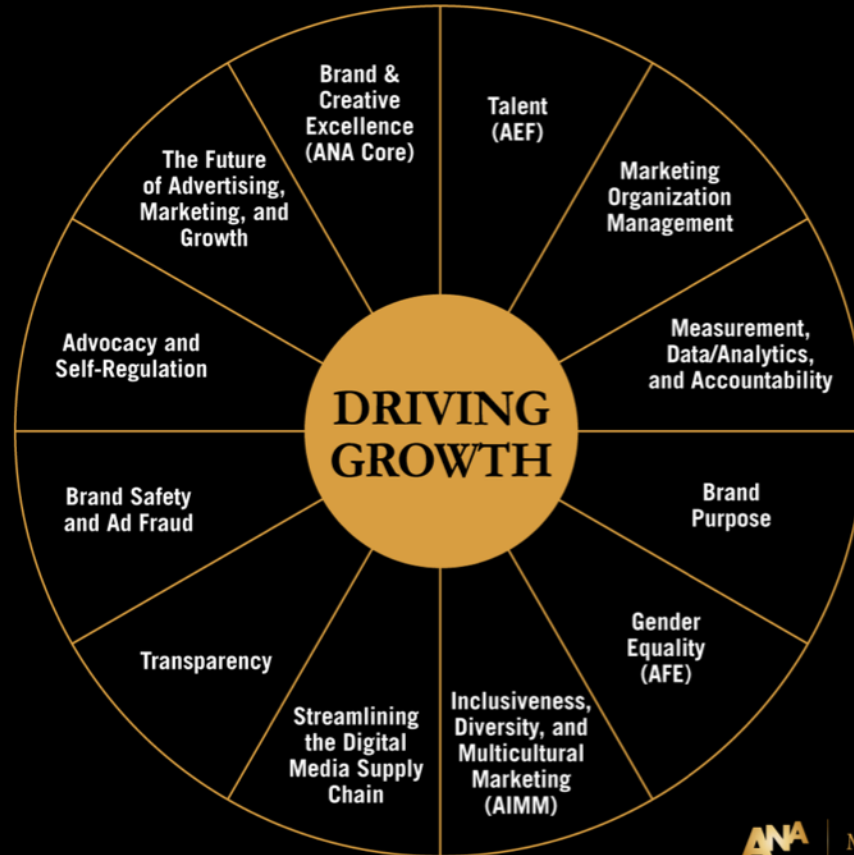 Brand &
Creative
Excellence
(ANA Core)
Talent
(AEF)
Marketing
Organization
Management
Measurement,
Data/Analytics,
and Accountability
Brand
Purpose
Gender
Equality
(AFE)
Inclusiveness,
Diversity, and
Multicultural
Marketing
(AIMM)
Streamlining
the Digital
Media Supply
Chain
Transparency
Brand Safety
and Ad Fraud
Advocacy and
Self-Regulation
The Future
of Advertising,
Marketing, and
Growth
DRIVING
GROWTH
ANA